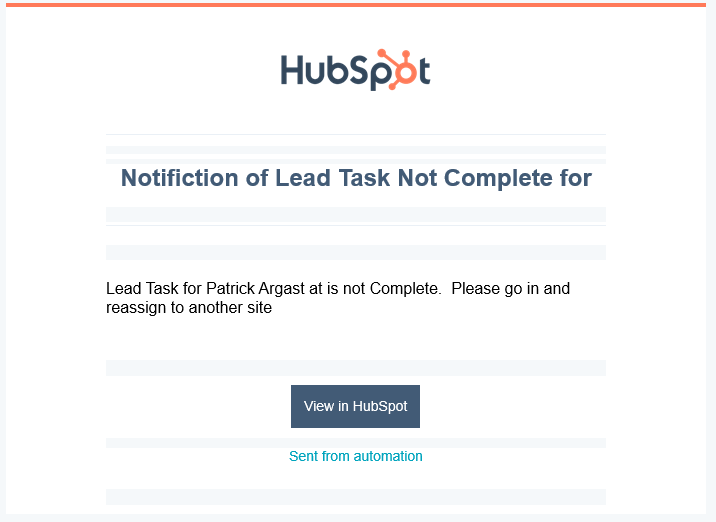 HubSpot
Notifiction of Lead Task Not Complete for
Lead Task for Patrick Argast at is not Complete.  Please go in and
reassign to another site
View in HubSpot
Sent from automation